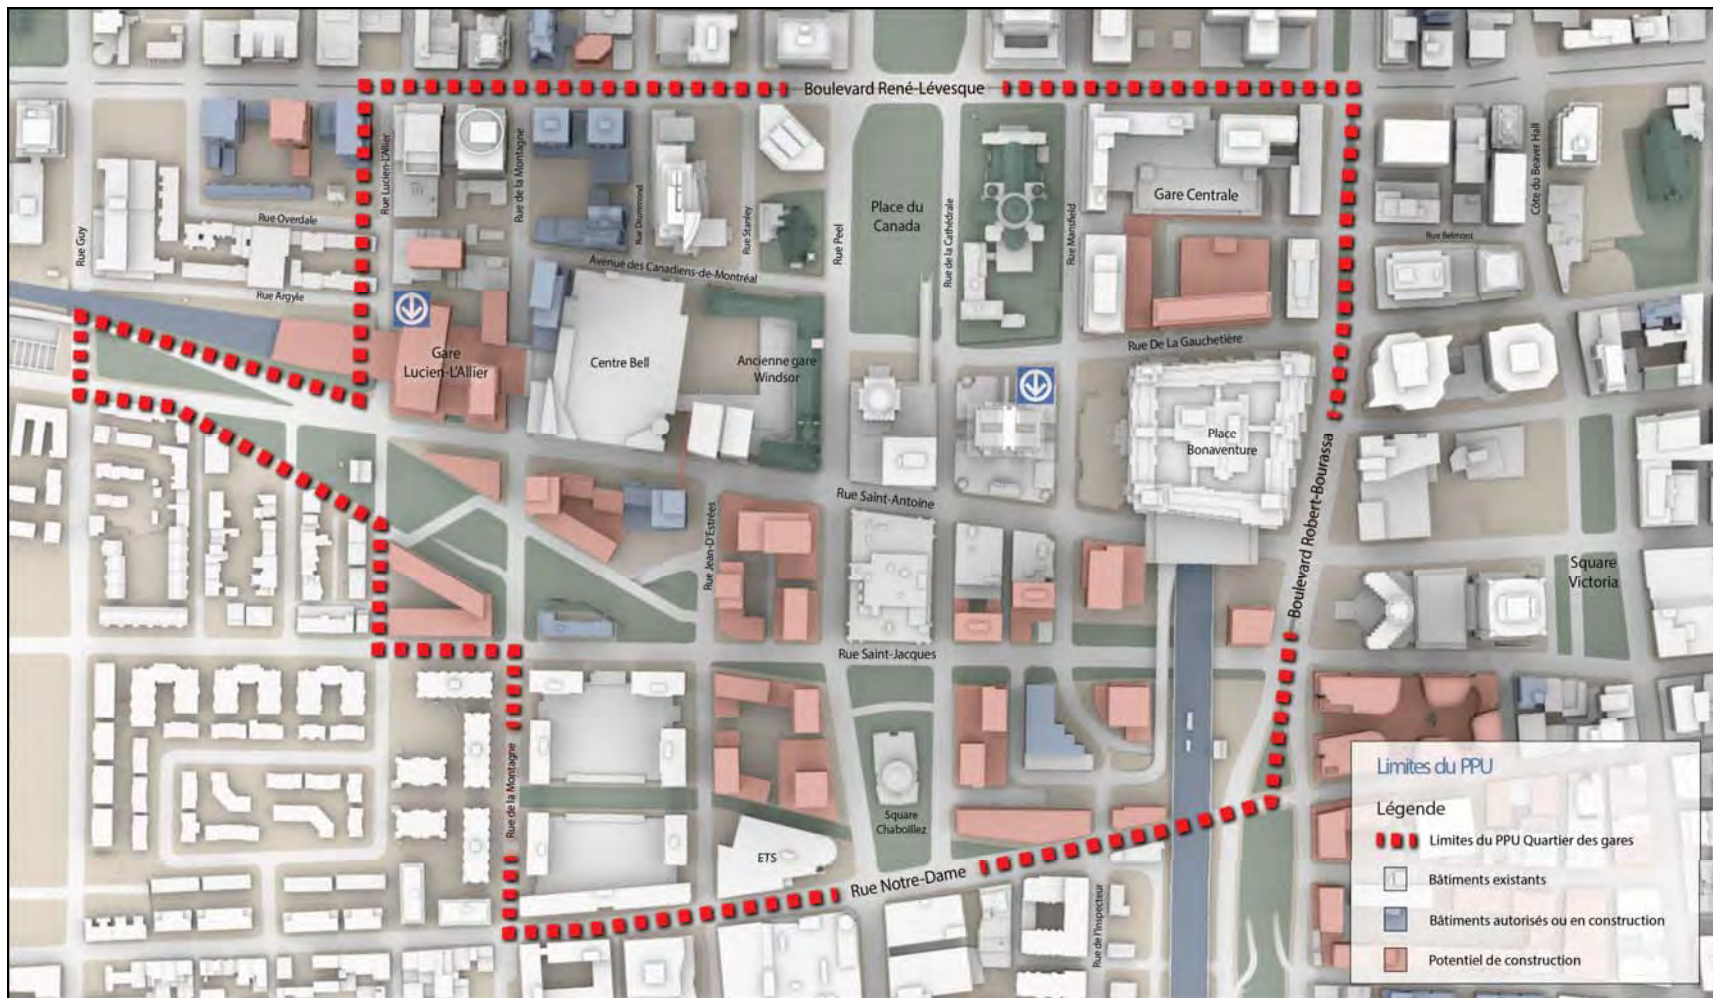 Boulevard René-Lévesque
Rue Lucien-L'Allier
Rue de la Montagne
Rue Drummond
Rue Stanley
Rue Peel
Place du
Canada
Rue de la Cathédrale
Rue Mansfield
Gare Centrale
Côte du Beaver Hall
Rue Belmont
Rue Guy
Rue Overdale
Rue Argyle
Avenue des Canadiens-de-Montréal
Gare
Lucien-L'Allier
Centre Bell
Ancienne gare
Windsor
Rue De La Gauchetière
Place
Bonaventure
Boulevard Robert-Bourassa
Rue Saint-Antoine
Rue Jean-D'Estrées
Square
Victoria
Rue Saint-Jacques
Rue de la Montagne
Square
Chaboillez
ETS
Rue Notre-Dame
Rue de l'Inspecteur
Limites du PPU
Légende
Limites du PPU Quartier des gares
Bâtiments existants
Bâtiments autorisés ou en construction
Potentiel de construction